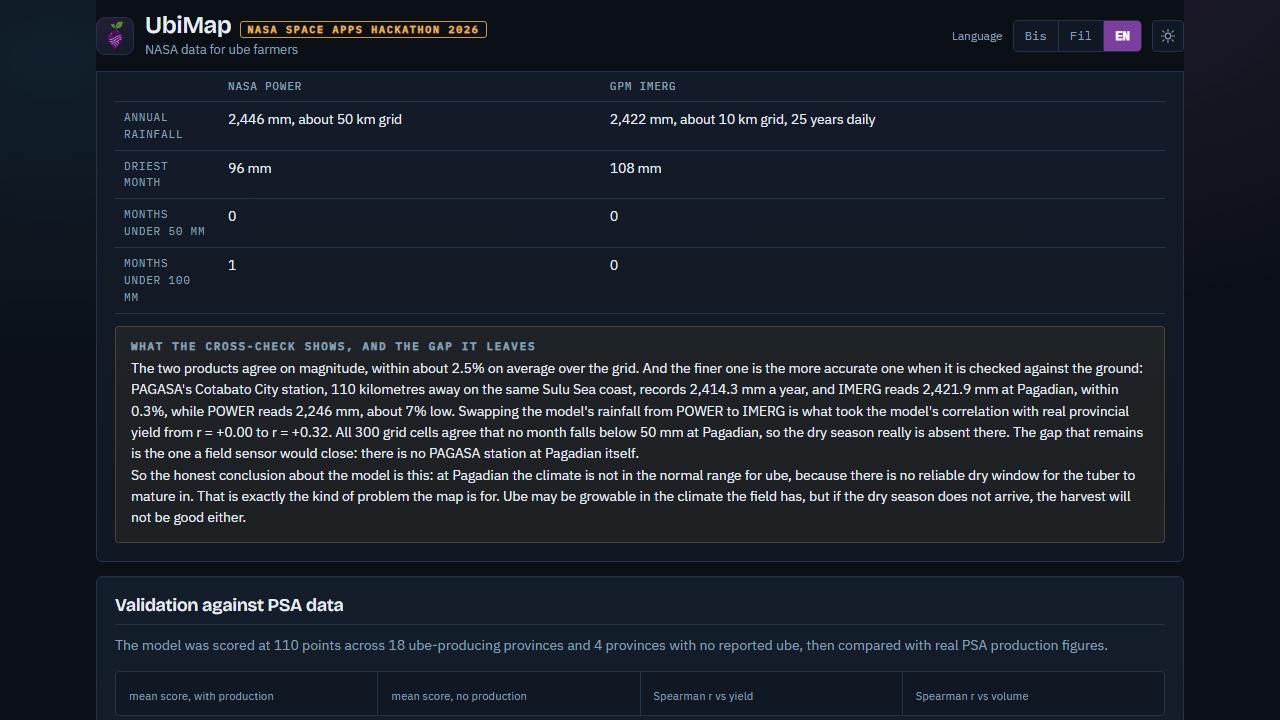 UbiMap NASA SPACE APPS HACKATHON 2026
NASA data for ube farmers
Language Bis Fil EN
NASA POWER GPM IMERG
ANNUAL RAINFALL 2,446 mm, about 50 km grid 2,422 mm, about 10 km grid, 25 years daily
DRIEST MONTH 96 mm 108 mm
MONTHS UNDER 50 MM 0 0
MONTHS UNDER 100 MM 1 0
WHAT THE CROSS-CHECK SHOWS, AND THE GAP IT LEAVES
The two products agree on magnitude, within about 2.5% on average over the grid. And the finer one is the more accurate one when it is checked against the ground:
PAGASA's Cotabato City station, 110 kilometres away on the same Sulu Sea coast, records 2,414.3 mm a year, and IMERG reads 2,421.9 mm at Pagadian, within
0.3%, while POWER reads 2,246 mm, about 7% low. Swapping the model's rainfall from POWER to IMERG is what took the model's correlation with real provincial
yield from r = +0.00 to r = +0.32. All 300 grid cells agree that no month falls below 50 mm at Pagadian, so the dry season really is absent there. The gap that remains
is the one a field sensor would close: there is no PAGASA station at Pagadian itself.
So the honest conclusion about the model is this: at Pagadian the climate is not in the normal range for ube, because there is no reliable dry window for the tuber to
mature in. That is exactly the kind of problem the map is for. Ube may be growable in the climate the field has, but if the dry season does not arrive, the harvest will
not be good either.
Validation against PSA data
The model was scored at 110 points across 18 ube-producing provinces and 4 provinces with no reported ube, then compared with real PSA production figures.
mean score, with production mean score, no production Spearman r vs yield Spearman r vs volume